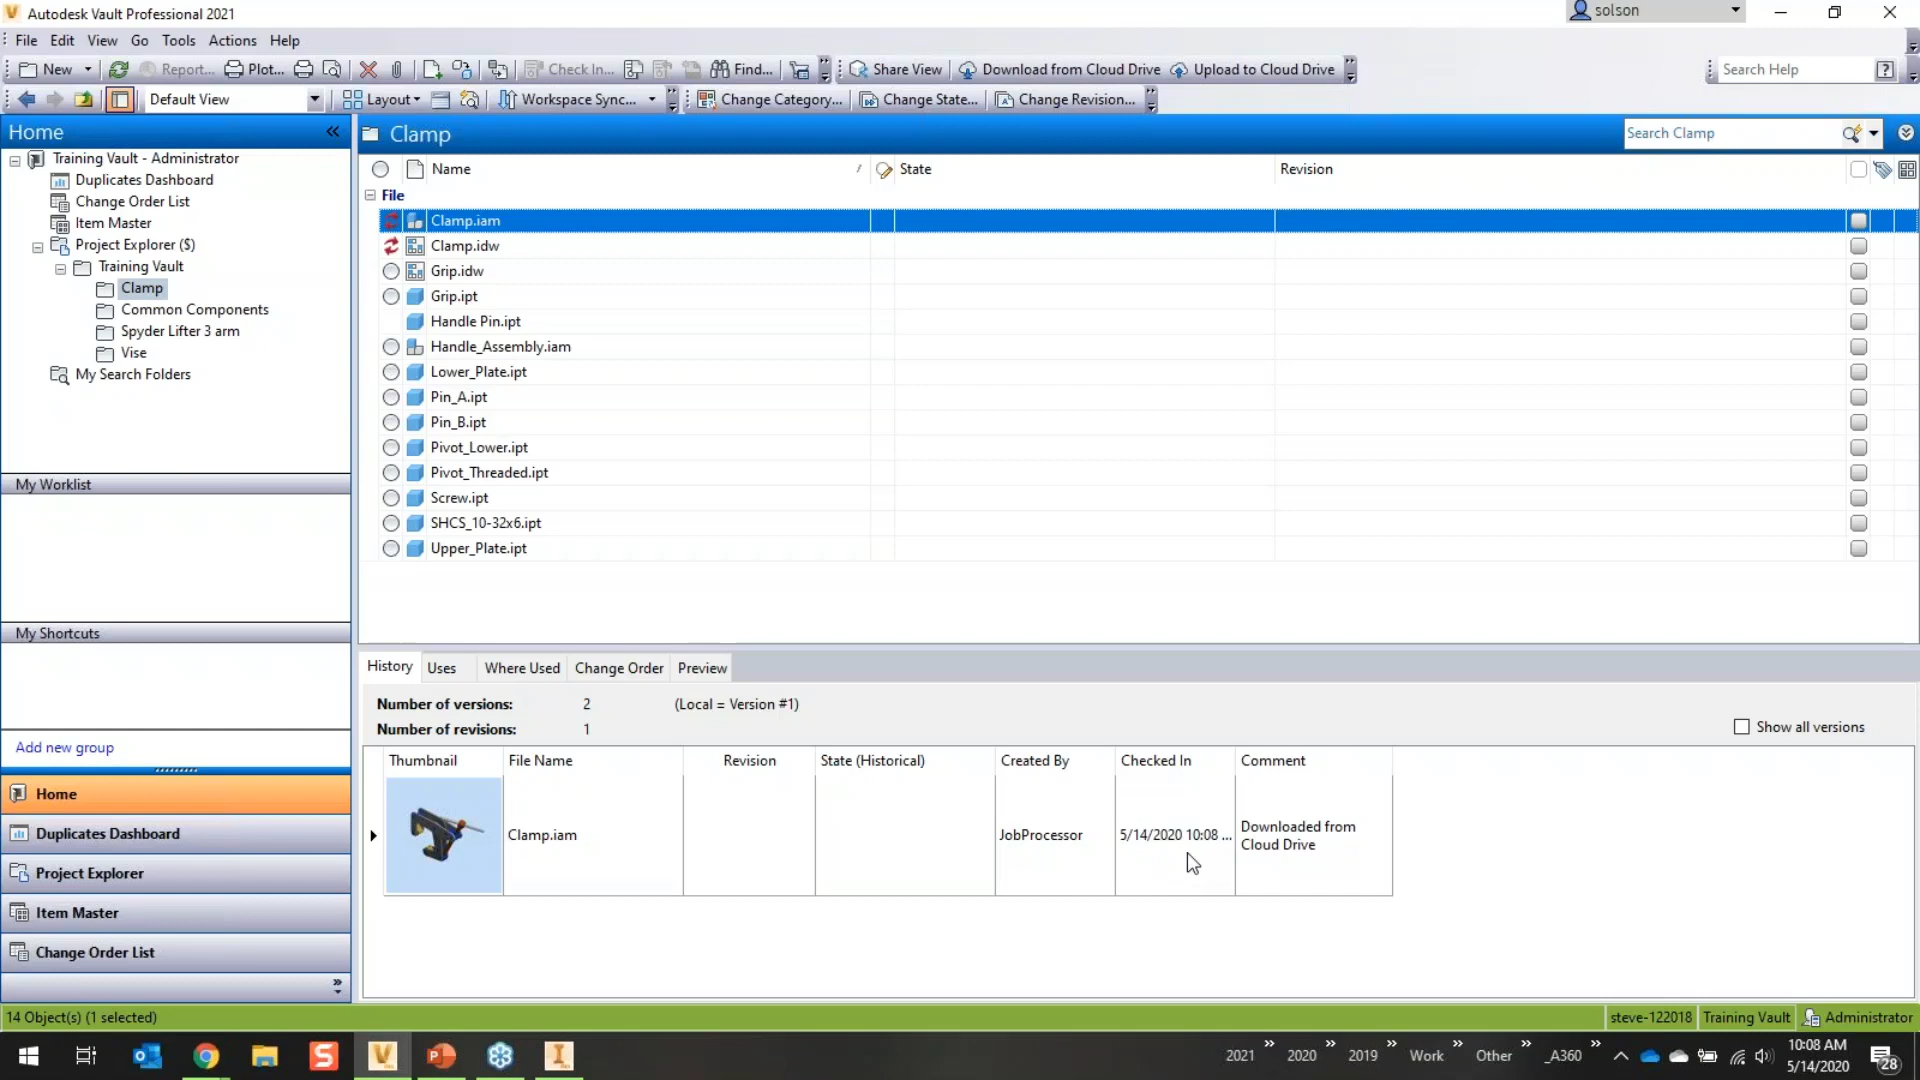 Autodesk Vault Professional 2021
solson
File Edit View Go Tools Actions Help
New Report... Plot... Check In... Find... Share View Download from Cloud Drive Upload to Cloud Drive Search Help
Default View Layout Workspace Sync... Change Category... Change State... Change Revision...
Home
Training Vault - Administrator
Duplicates Dashboard
Change Order List
Item Master
Project Explorer ($)
Training Vault
Clamp
Common Components
Spyder Lifter 3 arm
Vise
My Search Folders
My Worklist
My Shortcuts
Add new group
Home
Duplicates Dashboard
Project Explorer
Item Master
Change Order List
Clamp
Search Clamp
Name State Revision
File
Clamp.iam
Clamp.idw
Grip.idw
Grip.ipt
Handle Pin.ipt
Handle_Assembly.iam
Lower_Plate.ipt
Pin_A.ipt
Pin_B.ipt
Pivot_Lower.ipt
Pivot_Threaded.ipt
Screw.ipt
SHCS_10-32x6.ipt
Upper_Plate.ipt
History Uses Where Used Change Order Preview
Number of versions: 2 (Local = Version #1)
Number of revisions: 1
Show all versions
Thumbnail File Name Revision State (Historical) Created By Checked In Comment
Clamp.iam JobProcessor 5/14/2020 10:08 ... Downloaded from
Cloud Drive
14 Object(s) (1 selected)
steve-122018 Training Vault Administrator
2021 2020 2019 Work Other _A360
10:08 AM
5/14/2020
28